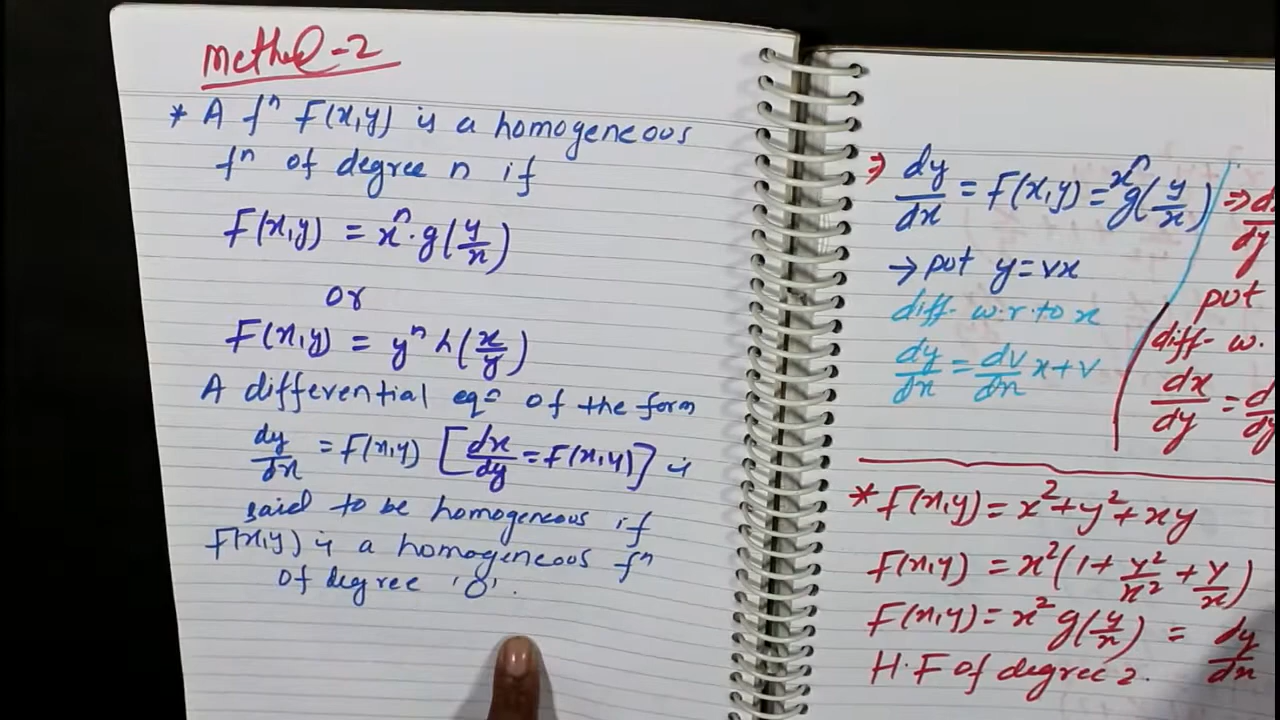 Method-2
* A fⁿ F(x,y) is a homogeneous
fⁿ of degree n if
F(x,y) = xⁿ·g(y/x)
or
F(x,y) = yⁿ h(x/y)
A differential eqⁿ of the form
dy/dx = F(x,y) [dx/dy = F(x,y)] is
said to be homogeneous if
F(x,y) is a homogeneous fⁿ
of degree '0'.
⇒ dy/dx = F(x,y) = xⁿ g(y/x)
→ put y = vx
diff- w.r.to x
dy/dx = dv/dx x + v
⇒ d
dy
put
diff- w.
dx/dy = d
dy
* F(x,y) = x² + y² + xy
F(x,y) = x²(1 + y²/x² + y/x)
F(x,y) = x² g(y/x) = dy/dx
H.F of degree 2.